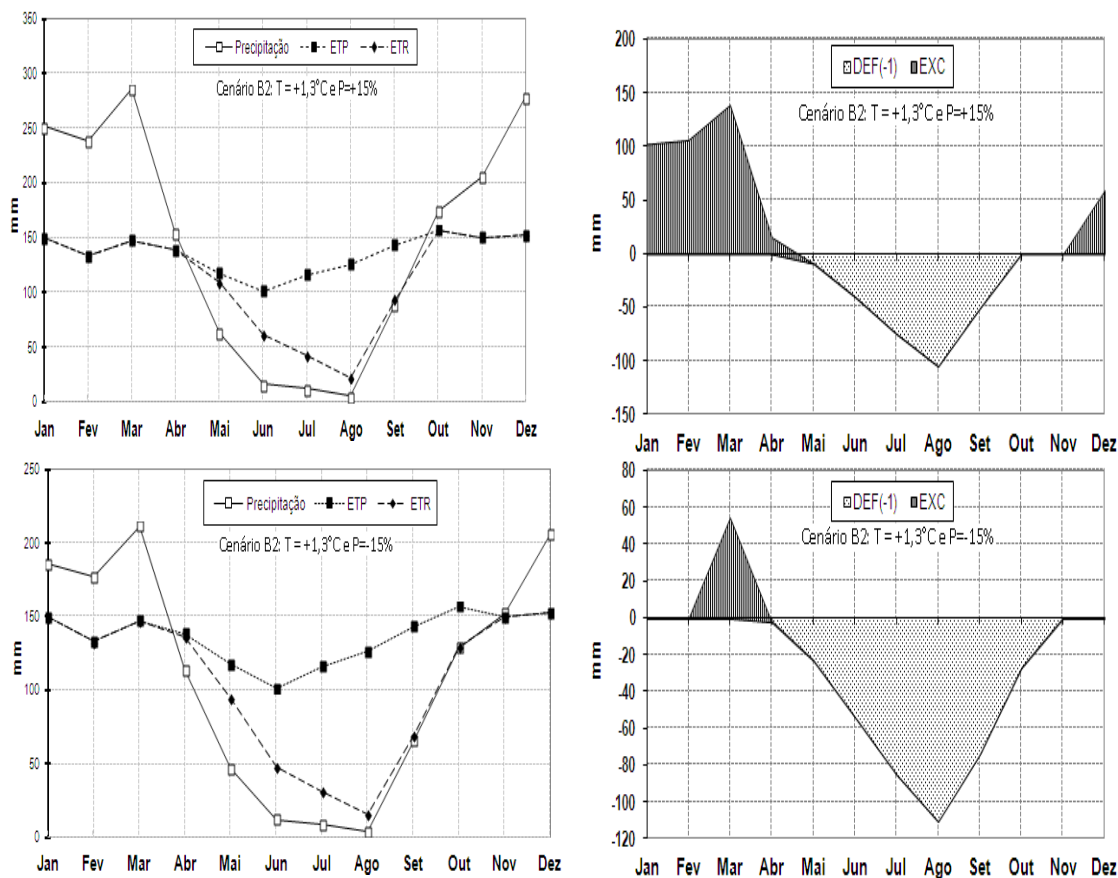 350
300
250
200
150
100
50
0
mm
Precipitação ETP ETR
Cenário B2: T = +1,3ºC e P=+15%
Jan Fev Mar Abr Mai Jun Jul Ago Set Out Nov Dez
200
150
100
50
0
-50
-100
-150
mm
DEF(-1) EXC
Cenário B2: T = +1,3ºC e P=+15%
Jan Fev Mar Abr Mai Jun Jul Ago Set Out Nov Dez
250
200
150
100
50
0
mm
Precipitação ETP ETR
Cenário B2: T = +1,3ºC e P=-15%
Jan Fev Mar Abr Mai Jun Jul Ago Set Out Nov Dez
80
60
40
20
0
-20
-40
-60
-80
-100
-120
mm
DEF(-1) EXC
Cenário B2: T = +1,3ºC e P=-15%
Jan Fev Mar Abr Mai Jun Jul Ago Set Out Nov Dez